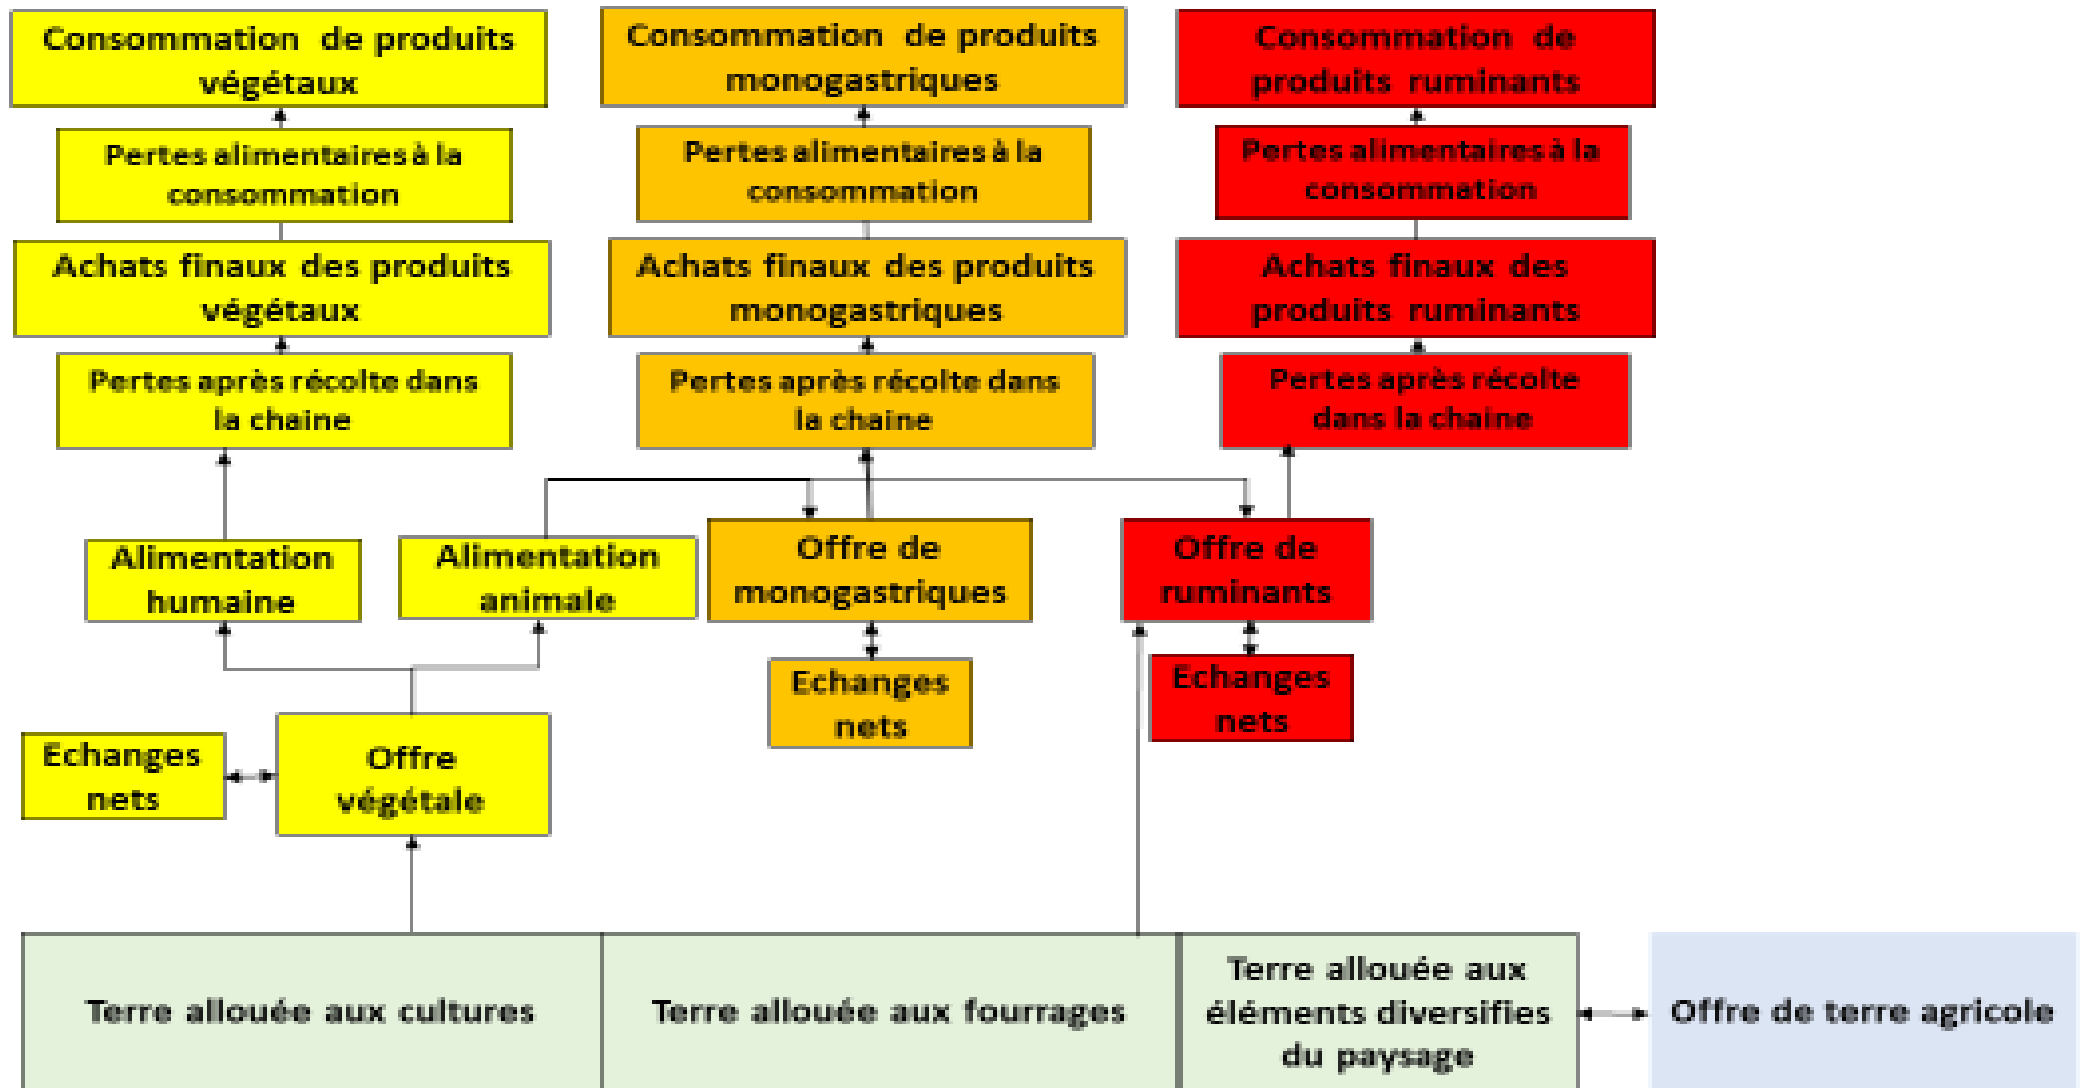 Consommation de produits
végétaux
Consommation de produits
monogastriques
Consommation de
produits ruminants
Pertes alimentaires à la
consommation
Pertes alimentaires à la
consommation
Pertes alimentaires à la
consommation
Achats finaux des produits
végétaux
Achats finaux des produits
monogastriques
Achats finaux des
produits ruminants
Pertes après récolte dans
la chaine
Pertes après récolte dans
la chaine
Pertes après récolte
dans la chaine
Alimentation
humaine
Alimentation
animale
Offre de
monogastriques
Offre de
ruminants
Echanges
nets
Echanges
nets
Echanges
nets
Offre
végétale
Terre allouée aux cultures
Terre allouée aux fourrages
Terre allouée aux
éléments diversifies
du paysage
Offre de terre agricole